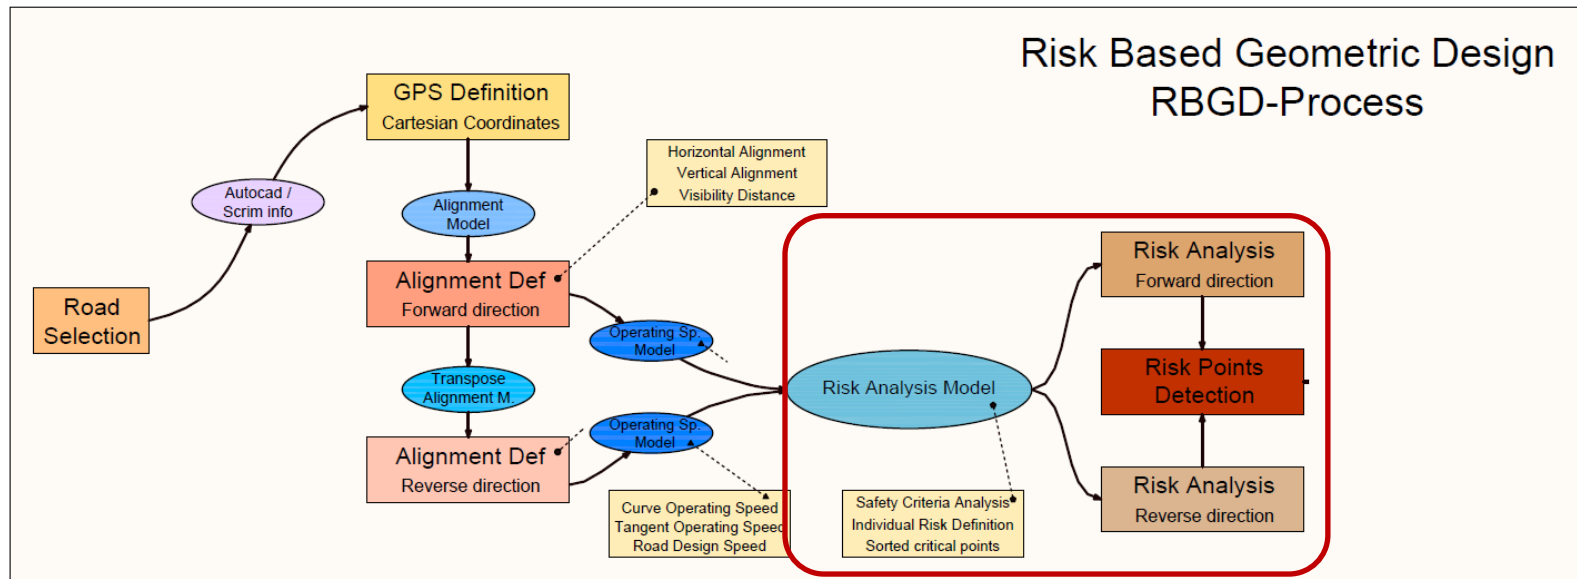 Risk Based Geometric Design
RBGD-Process
GPS Definition
Cartesian Coordinates
Horizontal Alignment
Vertical Alignment
Visibility Distance
Autocad /
Scrim info
Alignment
Model
Road
Selection
Alignment Def
Forward direction
Operating Sp.
Model
Transpose
Alignment M.
Operating Sp.
Model
Alignment Def
Reverse direction
Curve Operating Speed
Tangent Operating Speed
Road Design Speed
Risk Analysis Model
Safety Criteria Analysis
Individual Risk Definition
Sorted critical points
Risk Analysis
Forward direction
Risk Points
Detection
Risk Analysis
Reverse direction